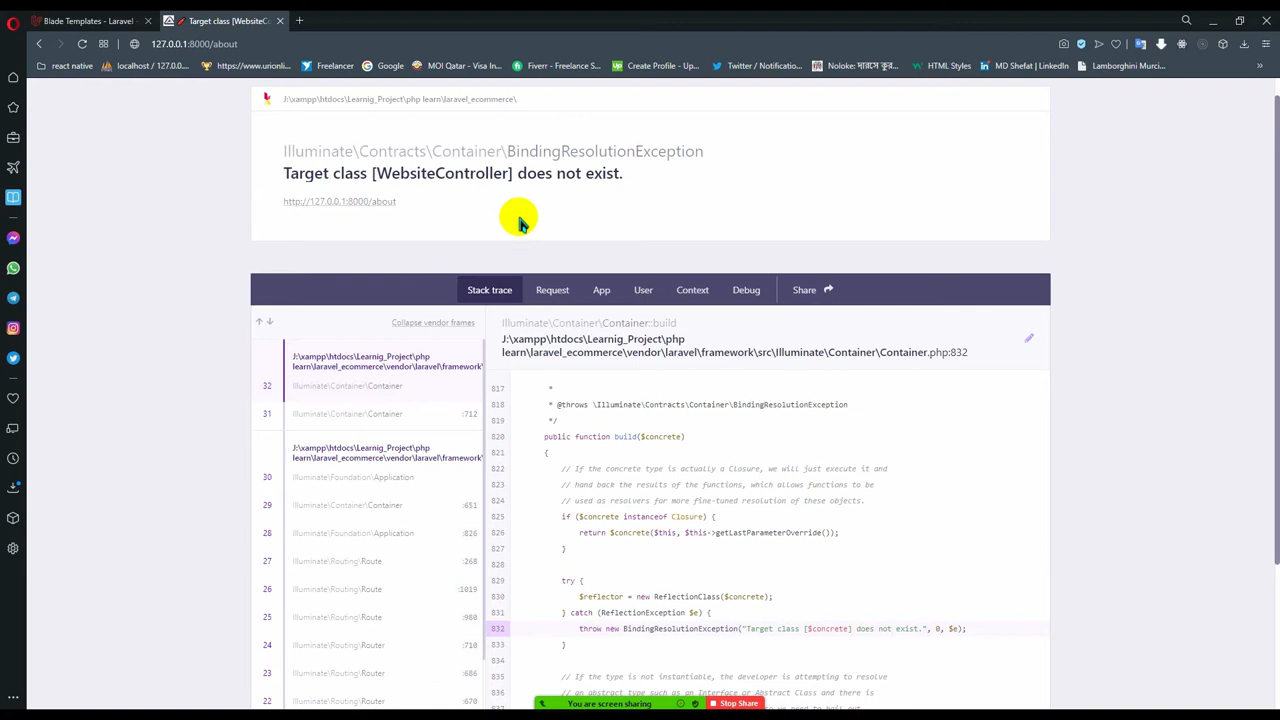 Blade Templates - Laravel -
Target class [WebsiteCo
127.0.0.1:8000/about
react native
localhost / 127.0.0....
https://www.urionli...
Freelancer
Google
MOI Qatar - Visa In...
Fiverr - Freelance S...
Create Profile - Up...
Twitter / Notificatio...
Noloke: দারসে কুর...
HTML Styles
MD Shefat | LinkedIn
Lamborghini Murci...
J:\xampp\htdocs\Learnig_Project\php learn\laravel_ecommerce\
Illuminate\Contracts\Container\BindingResolutionException
Target class [WebsiteController] does not exist.
http://127.0.0.1:8000/about
Stack trace
Request
App
User
Context
Debug
Share
Collapse vendor frames
J:\xampp\htdocs\Learnig_Project\php
learn\laravel_ecommerce\vendor\laravel\framework\
32 Illuminate\Container\Container
31 Illuminate\Container\Container :712
J:\xampp\htdocs\Learnig_Project\php
learn\laravel_ecommerce\vendor\laravel\framework\
30 Illuminate\Foundation\Application
29 Illuminate\Container\Container :651
28 Illuminate\Foundation\Application :826
27 Illuminate\Routing\Route :268
26 Illuminate\Routing\Route :1019
25 Illuminate\Routing\Route :980
24 Illuminate\Routing\Router :710
23 Illuminate\Routing\Router :686
22 Illuminate\Routing\Router :670
Illuminate\Container\Container::build
J:\xampp\htdocs\Learnig_Project\php
learn\laravel_ecommerce\vendor\laravel\framework\src\Illuminate\Container\Container.php:832
817 *
818 * @throws \Illuminate\Contracts\Container\BindingResolutionException
819 */
820 public function build($concrete)
821 {
822 // If the concrete type is actually a Closure, we will just execute it and
823 // hand back the results of the functions, which allows functions to be
824 // used as resolvers for more fine-tuned resolution of these objects.
825 if ($concrete instanceof Closure) {
826 return $concrete($this, $this->getLastParameterOverride());
827 }
828
829 try {
830 $reflector = new ReflectionClass($concrete);
831 } catch (ReflectionException $e) {
832 throw new BindingResolutionException("Target class [$concrete] does not exist.", 0, $e);
833 }
834
835 // If the type is not instantiable, the developer is attempting to resolve
836 // an abstract type such as an Interface or Abstract Class and there is
You are screen sharing
Stop Share